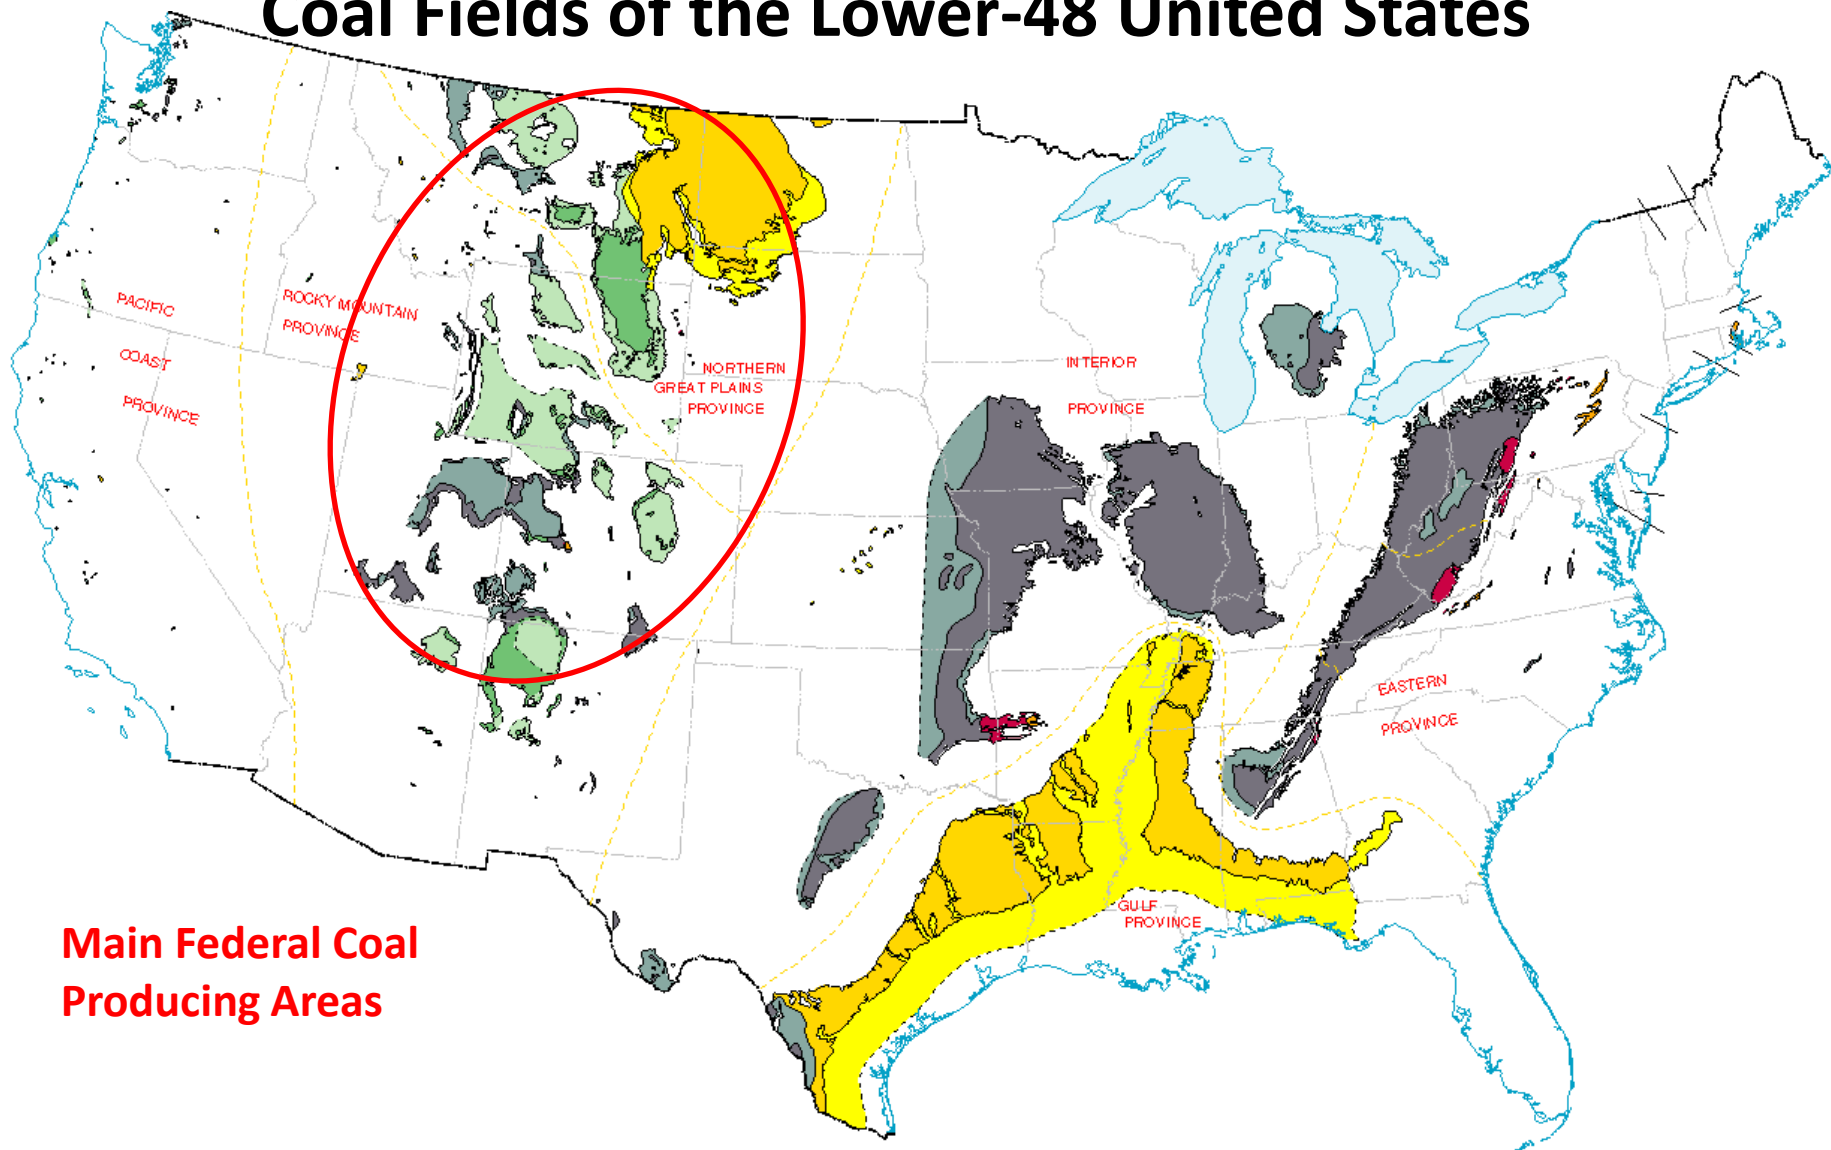 Coal Fields of the Lower-48 United States
PACIFIC
COAST
PROVINCE
ROCKY MOUNTAIN
PROVINCE
NORTHERN
GREAT PLAINS
PROVINCE
INTERIOR
PROVINCE
EASTERN
PROVINCE
GULF
PROVINCE
Main Federal Coal
Producing Areas